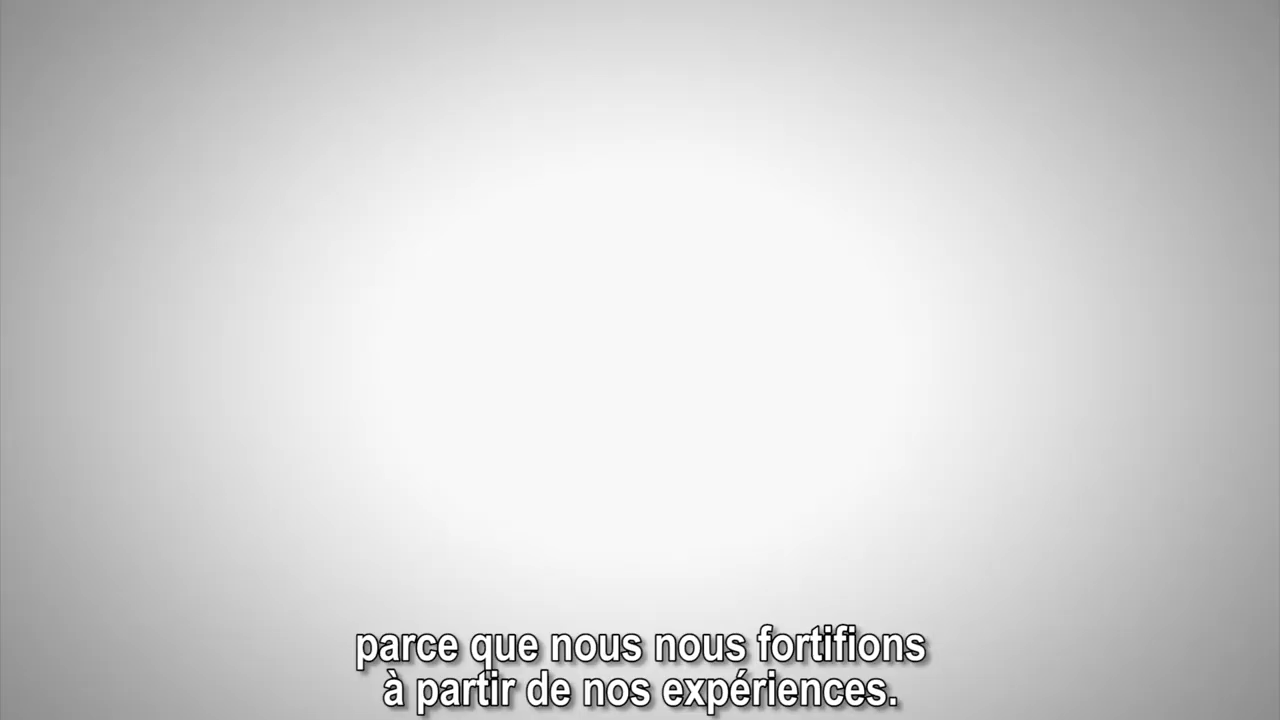 parce que nous nous fortifions
à partir de nos expériences.